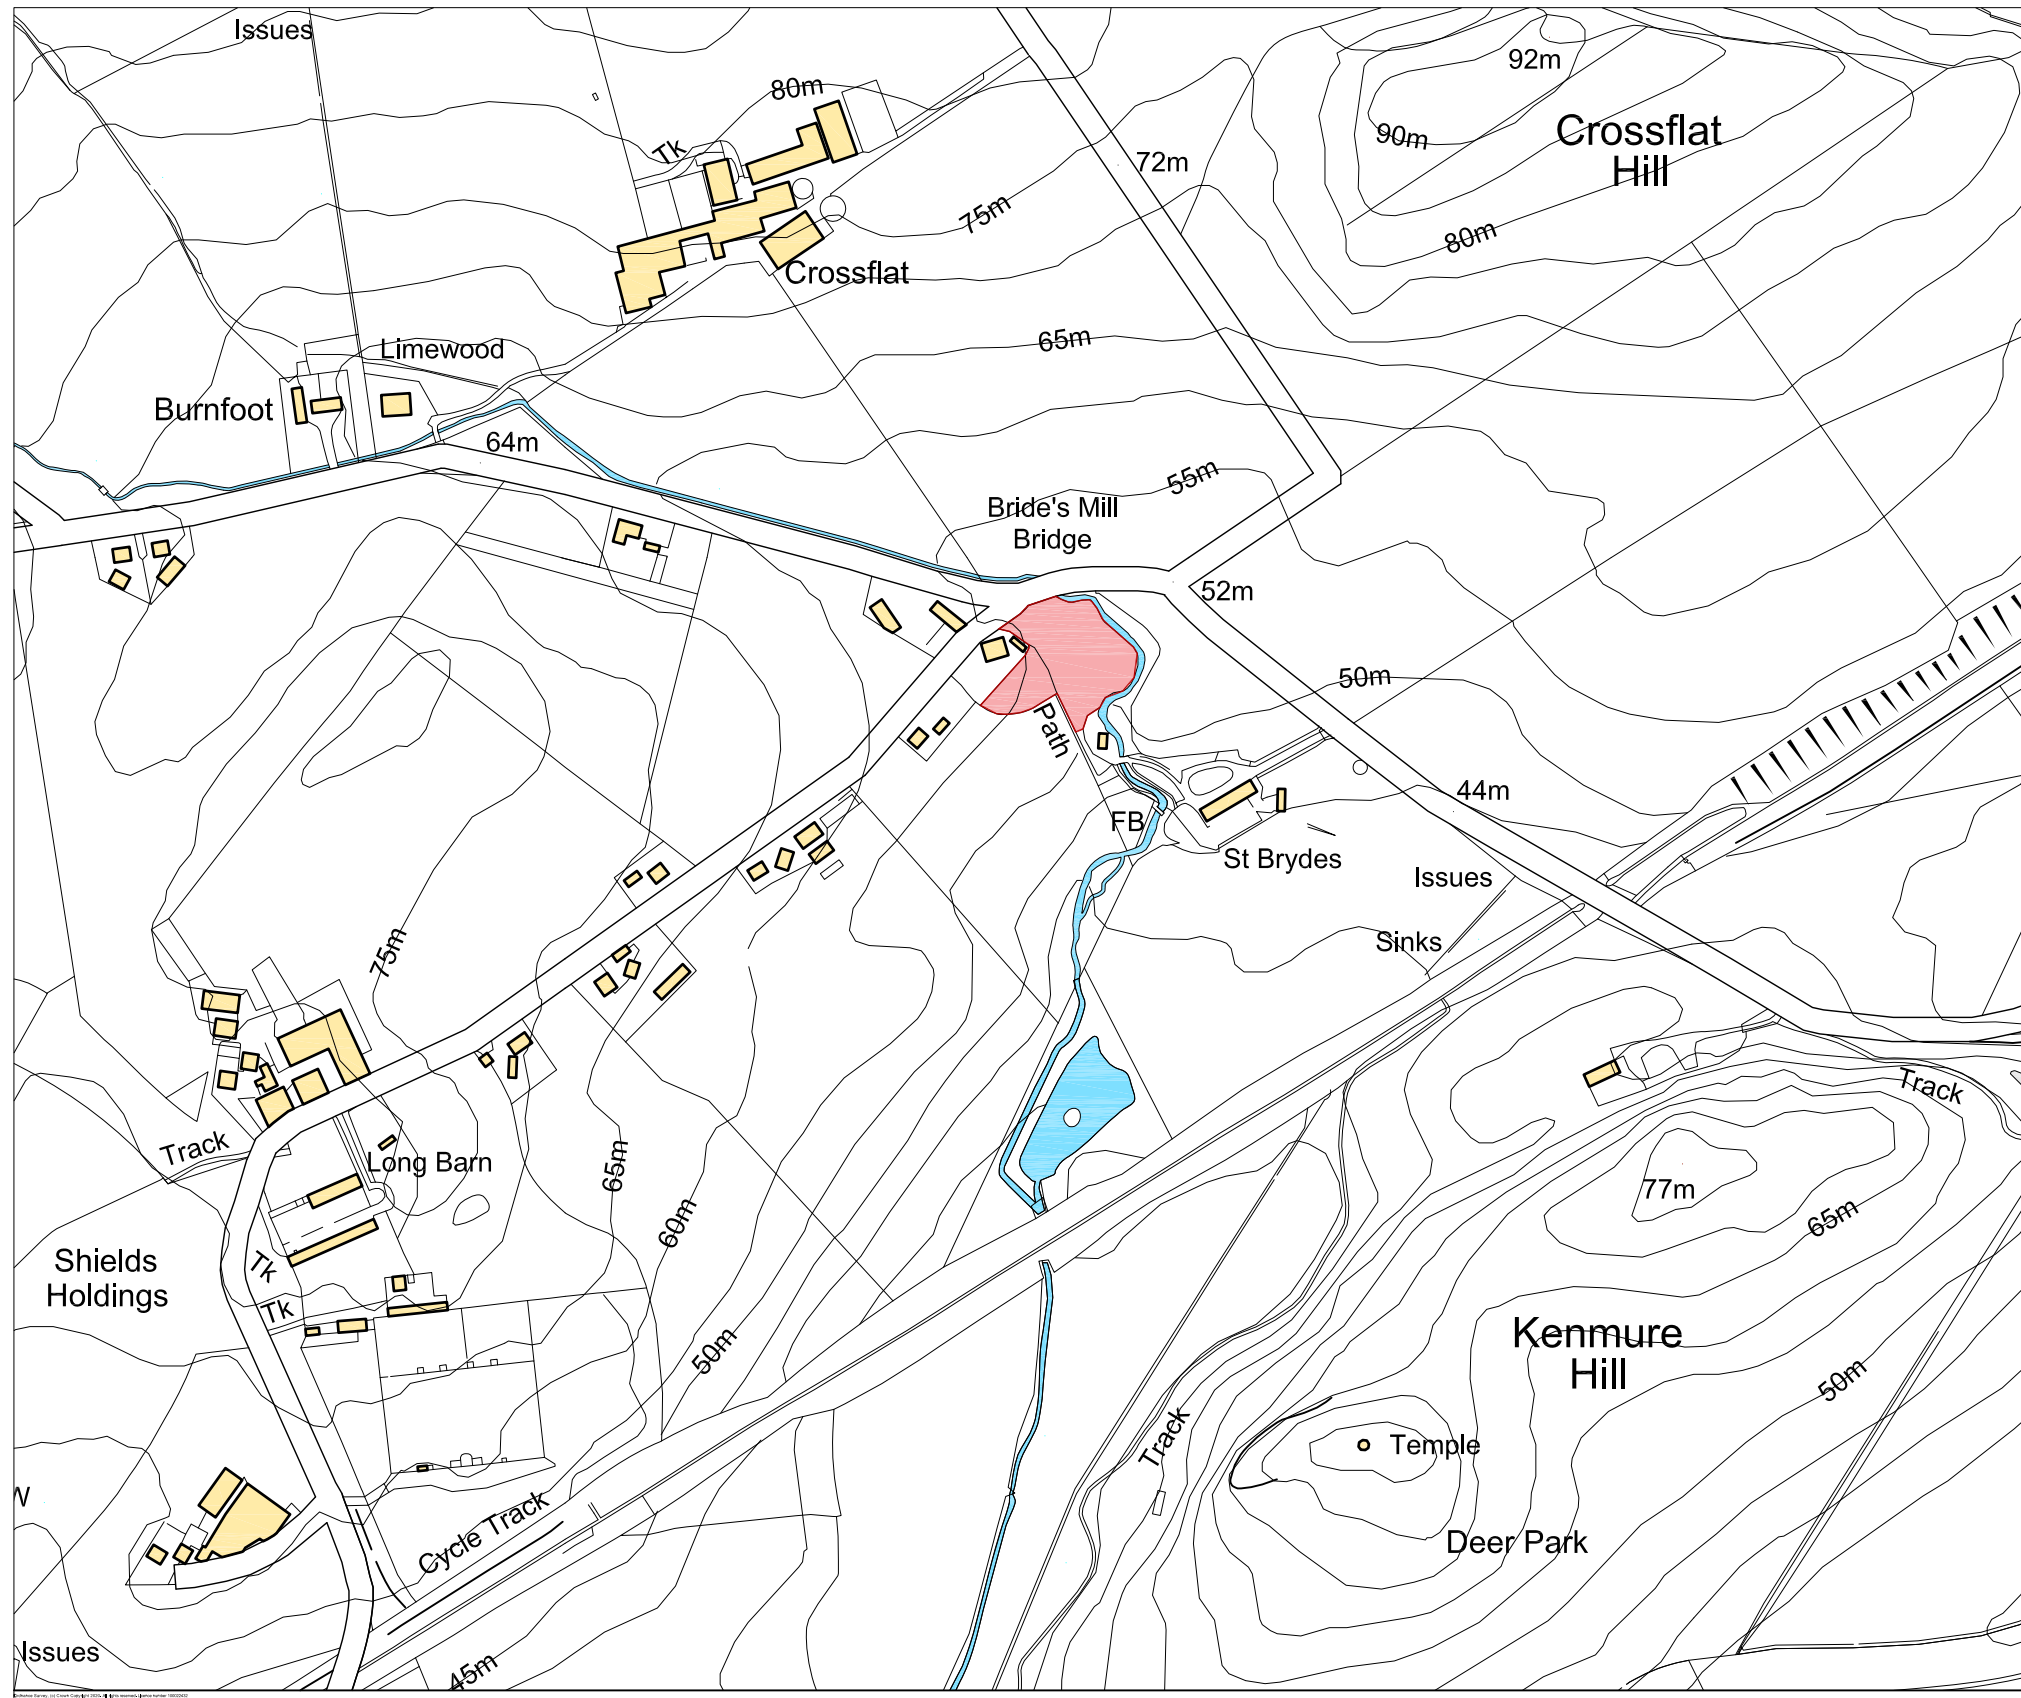 Issues
92m
80m
Crossflat
Hill
90m
Tk
72m
75m
80m
Crossflat
65m
Limewood
Burnfoot
64m
55m
Bride's Mill
Bridge
52m
50m
Path
44m
FB
St Brydes
Issues
Sinks
75m
Track
Track
Long Barn
65m
77m
60m
65m
Shields
Holdings
Tk
Tk
Kenmure
Hill
50m
50m
Track
Temple
W
Cycle Track
Deer Park
Issues
45m